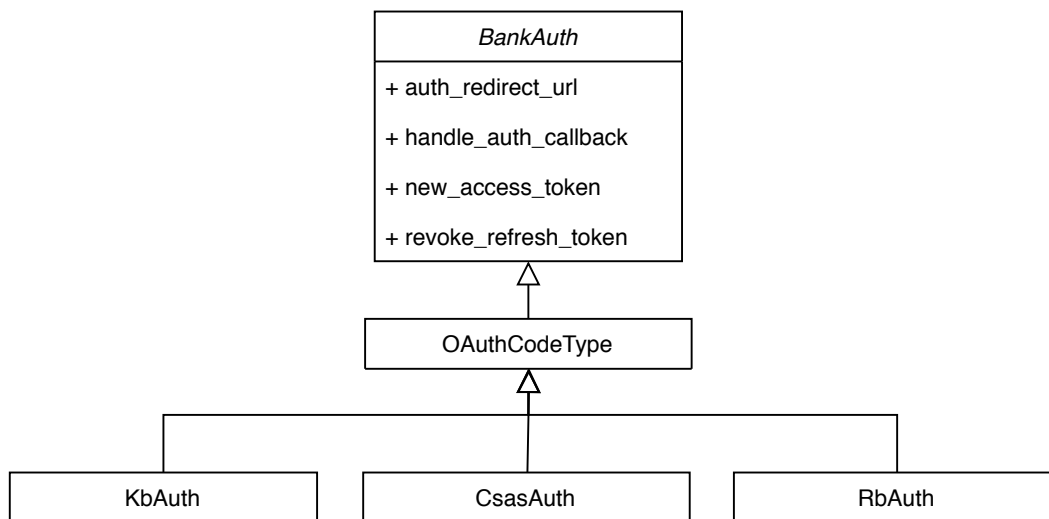 BankAuth
+ auth_redirect_url
+ handle_auth_callback
+ new_access_token
+ revoke_refresh_token
OAuthCodeType
KbAuth
CsasAuth
RbAuth